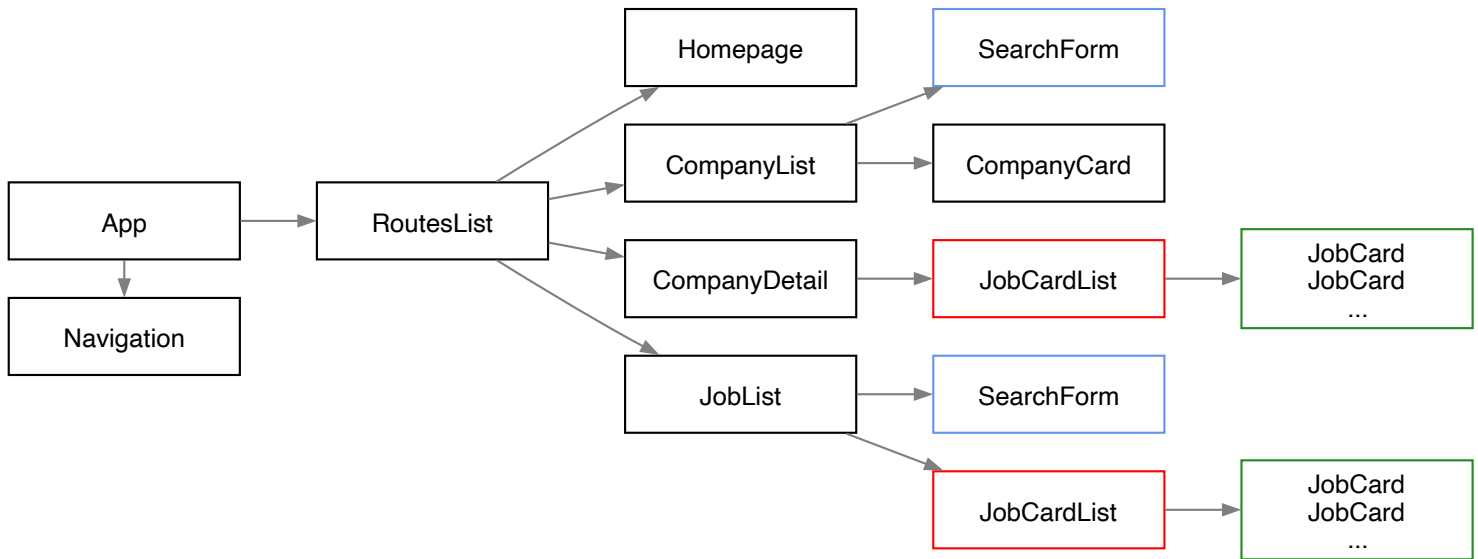 Homepage
SearchForm
CompanyList
CompanyCard
App
RoutesList
CompanyDetail
JobCardList
JobCard
JobCard
...
Navigation
JobList
SearchForm
JobCardList
JobCard
JobCard
...